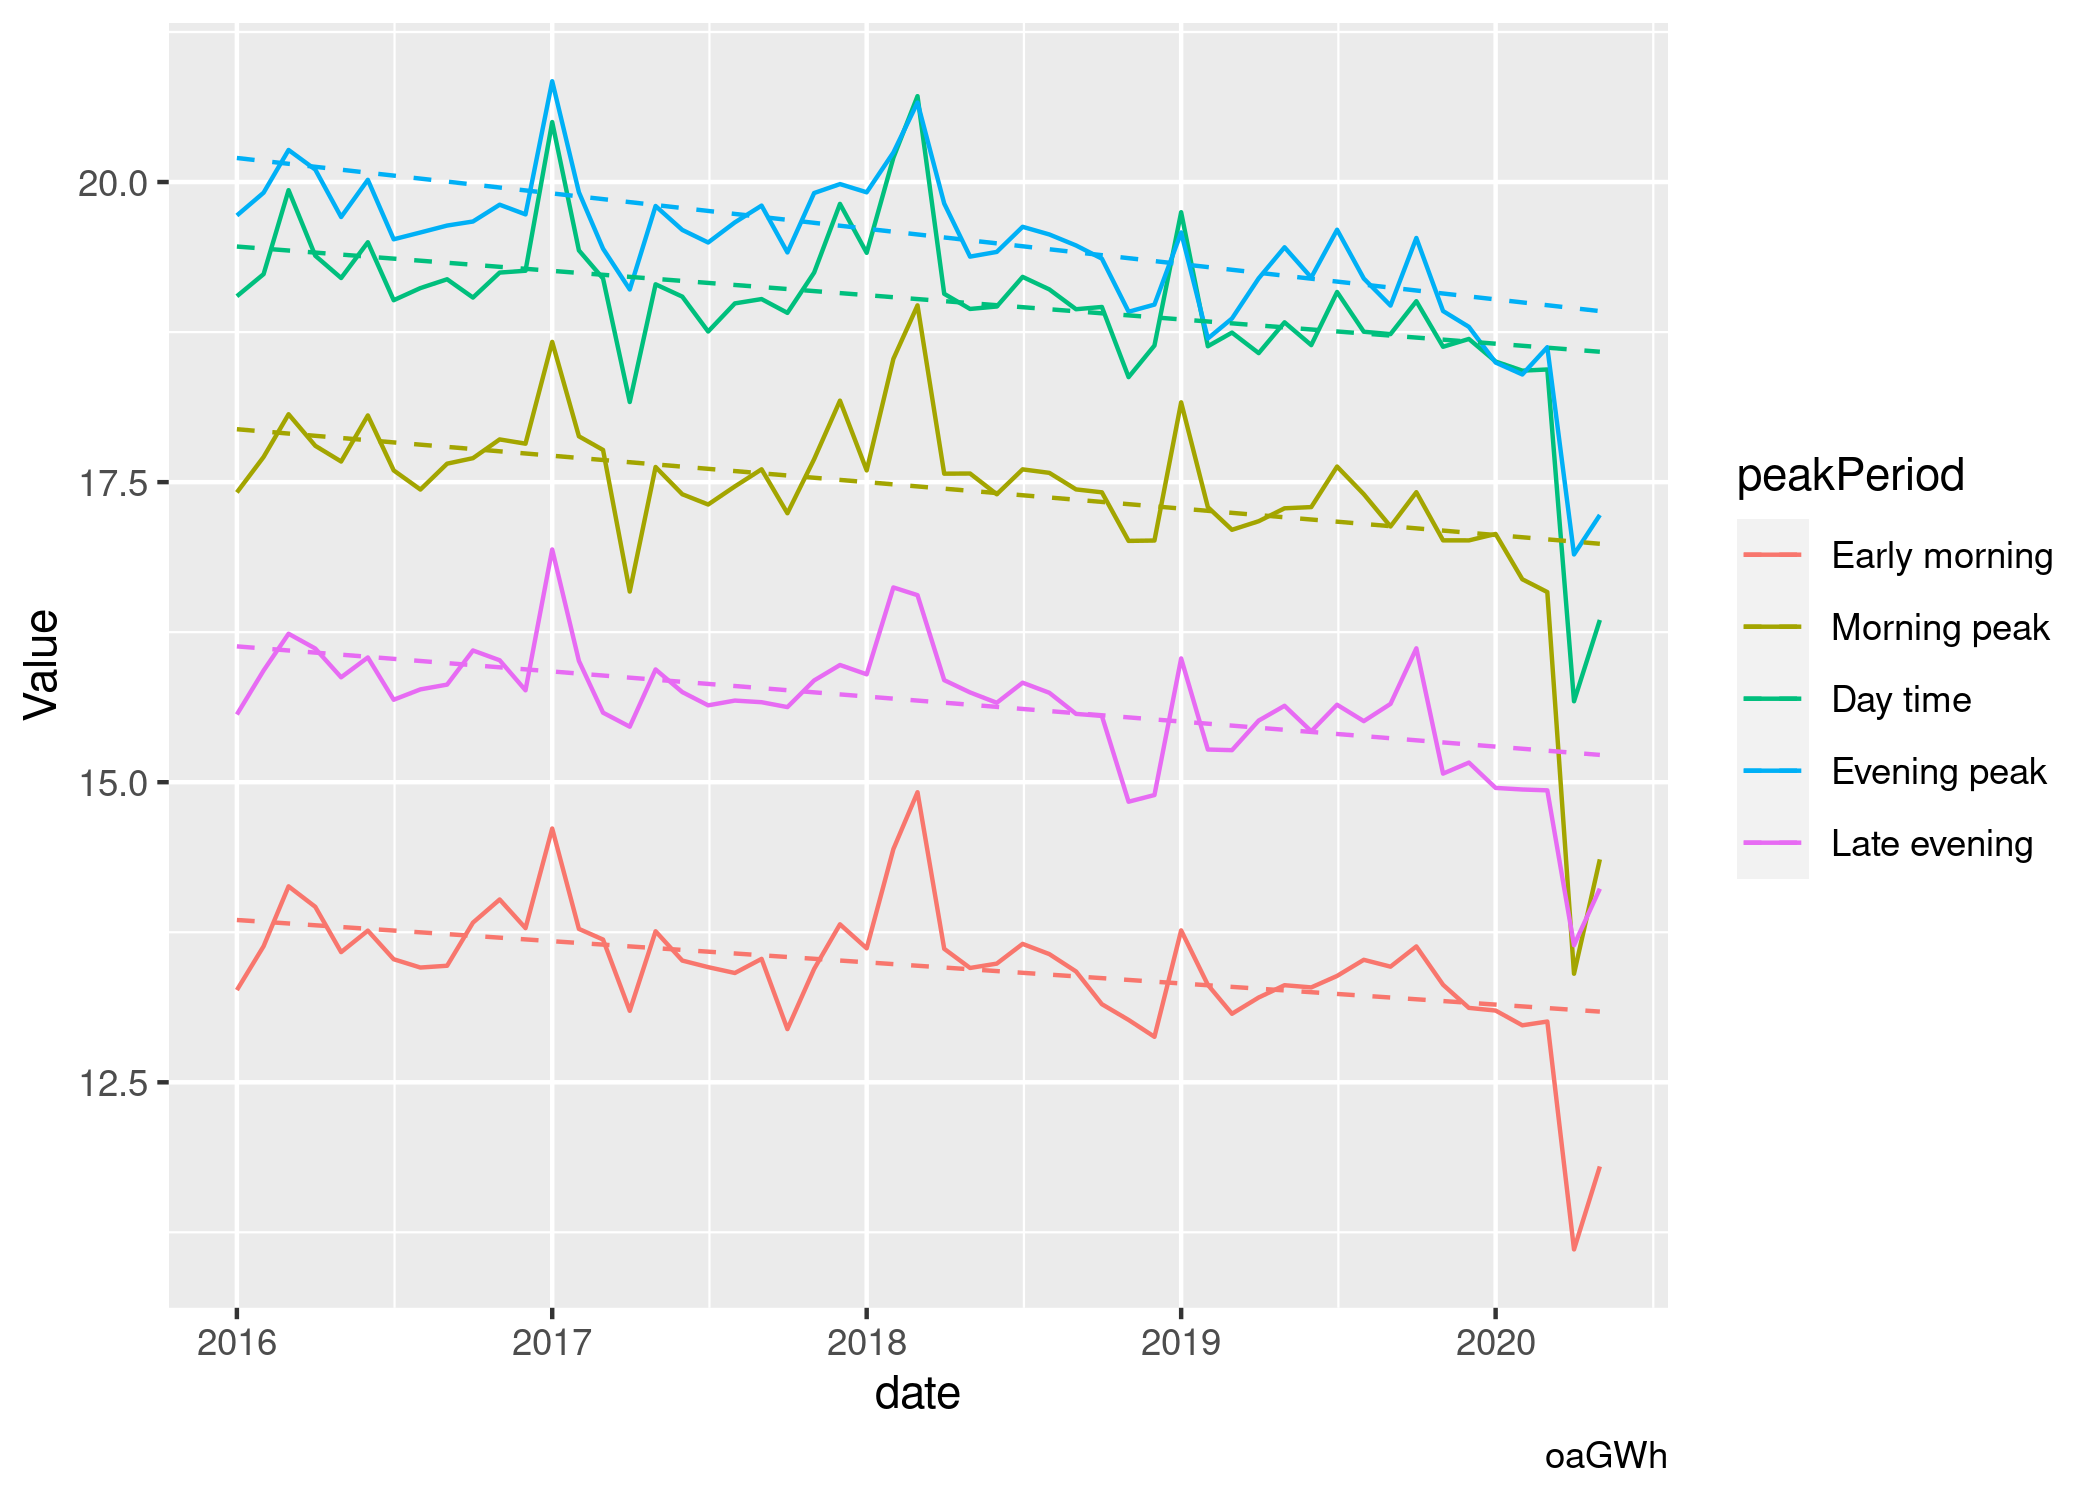 Value
20.0
17.5
15.0
12.5
2016 2017 2018 2019 2020
date
peakPeriod
Early morning
Morning peak
Day time
Evening peak
Late evening
oaGWh